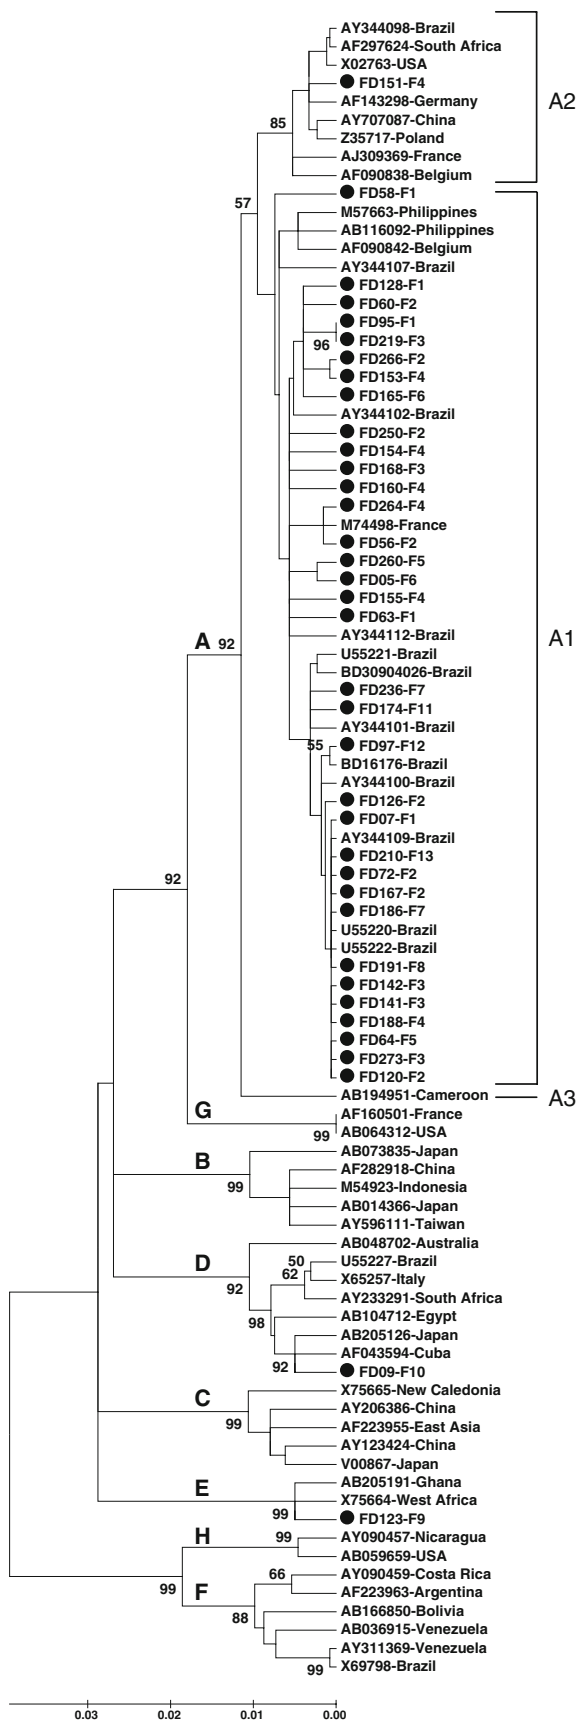 AY344098-Brazil
AF297624-South Africa
X02763-USA
FD151-F4
AF143298-Germany
A2
AY707087-China
85
Z35717-Poland
AJ309369-France
AF090838-Belgium
FD58-F1
57
M57663-Philippines
AB116092-Philippines
AF090842-Belgium
AY344107-Brazil
FD128-F1
FD60-F2
FD95-F1
FD219-F3
96
FD266-F2
FD153-F4
FD165-F6
AY344102-Brazil
FD250-F2
FD154-F4
FD168-F3
FD160-F4
FD264-F4
M74498-France
FD56-F2
FD260-F5
FD05-F6
FD155-F4
FD63-F1
AY344112-Brazil
A 92
A1
U55221-Brazil
BD30904026-Brazil
FD236-F7
FD174-F11
AY344101-Brazil
55
FD97-F12
BD16176-Brazil
AY344100-Brazil
FD126-F2
FD07-F1
AY344109-Brazil
FD210-F13
FD72-F2
92
FD167-F2
FD186-F7
U55220-Brazil
U55222-Brazil
FD191-F8
FD142-F3
FD141-F3
FD188-F4
FD64-F5
FD273-F3
FD120-F2
AB194951-Cameroon
A3
G
AF160501-France
AB064312-USA
99
AB073835-Japan
B
AF282918-China
99
M54923-Indonesia
AB014366-Japan
AY596111-Taiwan
AB048702-Australia
D
50
U55227-Brazil
62
X65257-Italy
92
AY233291-South Africa
98
AB104712-Egypt
AB205126-Japan
AF043594-Cuba
92
FD09-F10
X75665-New Caledonia
C
AY206386-China
99
AF223955-East Asia
AY123424-China
V00867-Japan
AB205191-Ghana
E
X75664-West Africa
99
FD123-F9
H
99
AY090457-Nicaragua
AB059659-USA
99
66
AY090459-Costa Rica
F
AF223963-Argentina
88
AB166850-Bolivia
AB036915-Venezuela
AY311369-Venezuela
99
X69798-Brazil
0.03 0.02 0.01 0.00